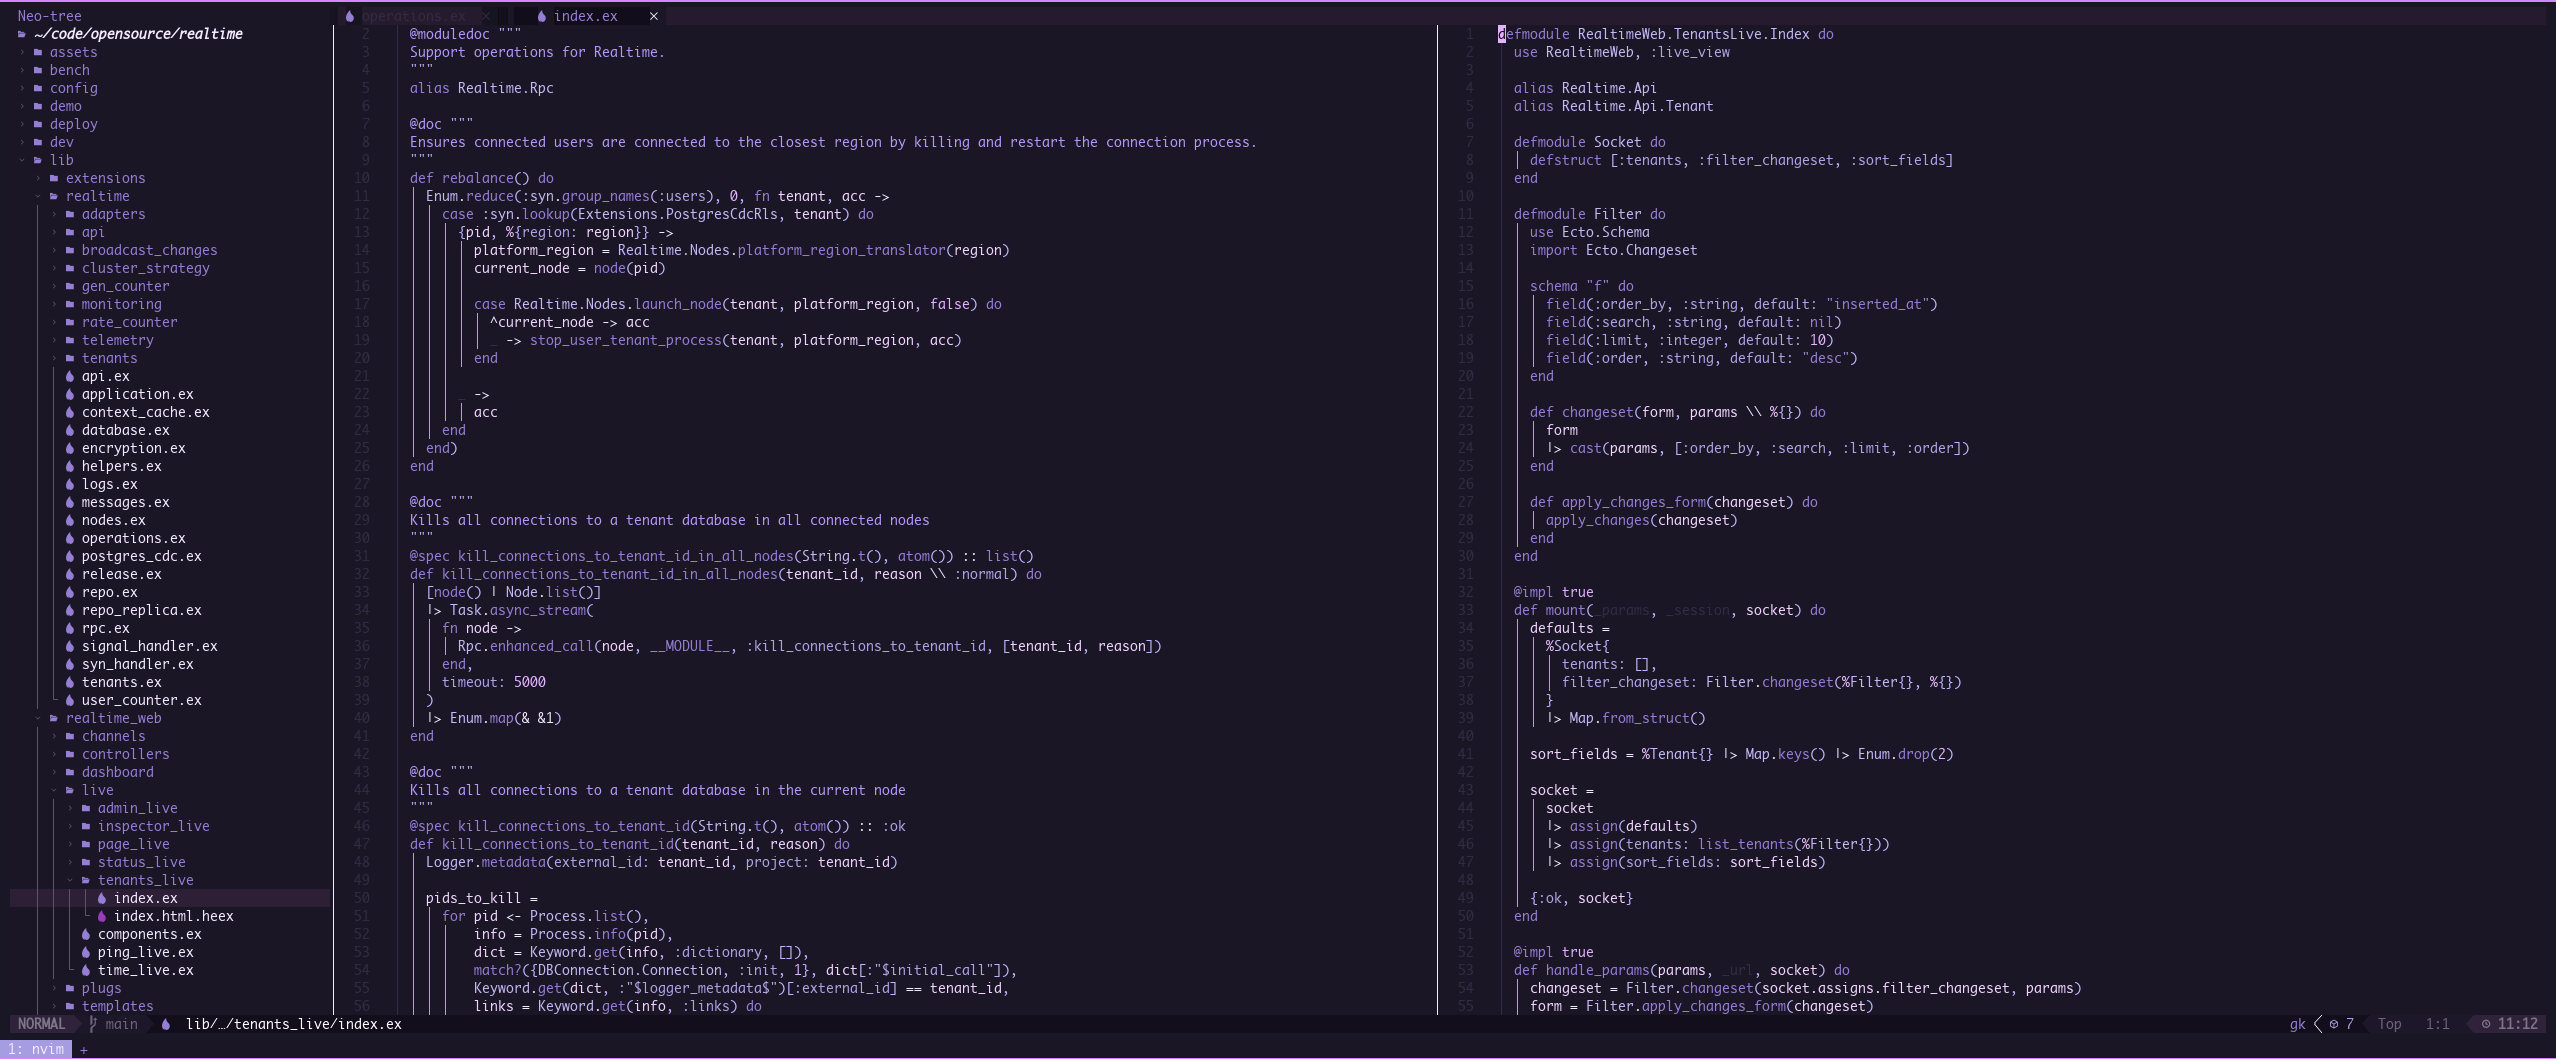 Neo-tree
~/code/opensource/realtime
assets
bench
config
demo
deploy
dev
lib
extensions
realtime
adapters
api
broadcast_changes
cluster_strategy
gen_counter
monitoring
rate_counter
telemetry
tenants
api.ex
application.ex
context_cache.ex
database.ex
encryption.ex
helpers.ex
logs.ex
messages.ex
nodes.ex
operations.ex
postgres_cdc.ex
release.ex
repo.ex
repo_replica.ex
rpc.ex
signal_handler.ex
syn_handler.ex
tenants.ex
user_counter.ex
realtime_web
channels
controllers
dashboard
live
admin_live
inspector_live
page_live
status_live
tenants_live
index.ex
index.html.heex
components.ex
ping_live.ex
time_live.ex
plugs
templates
operations.ex × index.ex ×
2 @moduledoc """
3 Support operations for Realtime.
4 """
5 alias Realtime.Rpc
6
7 @doc """
8 Ensures connected users are connected to the closest region by killing and restart the connection process.
9 """
10 def rebalance() do
11 Enum.reduce(:syn.group_names(:users), 0, fn tenant, acc ->
12 case :syn.lookup(Extensions.PostgresCdcRls, tenant) do
13 {pid, %{region: region}} ->
14 platform_region = Realtime.Nodes.platform_region_translator(region)
15 current_node = node(pid)
16
17 case Realtime.Nodes.launch_node(tenant, platform_region, false) do
18 ^current_node -> acc
19 _ -> stop_user_tenant_process(tenant, platform_region, acc)
20 end
21
22 _ ->
23 acc
24 end
25 end)
26 end
27
28 @doc """
29 Kills all connections to a tenant database in all connected nodes
30 """
31 @spec kill_connections_to_tenant_id_in_all_nodes(String.t(), atom()) :: list()
32 def kill_connections_to_tenant_id_in_all_nodes(tenant_id, reason \\ :normal) do
33 [node() | Node.list()]
34 |> Task.async_stream(
35 fn node ->
36 Rpc.enhanced_call(node, __MODULE__, :kill_connections_to_tenant_id, [tenant_id, reason])
37 end,
38 timeout: 5000
39 )
40 |> Enum.map(& &1)
41 end
42
43 @doc """
44 Kills all connections to a tenant database in the current node
45 """
46 @spec kill_connections_to_tenant_id(String.t(), atom()) :: :ok
47 def kill_connections_to_tenant_id(tenant_id, reason) do
48 Logger.metadata(external_id: tenant_id, project: tenant_id)
49
50 pids_to_kill =
51 for pid <- Process.list(),
52 info = Process.info(pid),
53 dict = Keyword.get(info, :dictionary, []),
54 match?({DBConnection.Connection, :init, 1}, dict[:"$initial_call"]),
55 Keyword.get(dict, :"$logger_metadata$")[:external_id] == tenant_id,
56 links = Keyword.get(info, :links) do
1 defmodule RealtimeWeb.TenantsLive.Index do
2 use RealtimeWeb, :live_view
3
4 alias Realtime.Api
5 alias Realtime.Api.Tenant
6
7 defmodule Socket do
8 defstruct [:tenants, :filter_changeset, :sort_fields]
9 end
10
11 defmodule Filter do
12 use Ecto.Schema
13 import Ecto.Changeset
14
15 schema "f" do
16 field(:order_by, :string, default: "inserted_at")
17 field(:search, :string, default: nil)
18 field(:limit, :integer, default: 10)
19 field(:order, :string, default: "desc")
20 end
21
22 def changeset(form, params \\ %{}) do
23 form
24 |> cast(params, [:order_by, :search, :limit, :order])
25 end
26
27 def apply_changes_form(changeset) do
28 apply_changes(changeset)
29 end
30 end
31
32 @impl true
33 def mount(_params, _session, socket) do
34 defaults =
35 %Socket{
36 tenants: [],
37 filter_changeset: Filter.changeset(%Filter{}, %{})
38 }
39 |> Map.from_struct()
40
41 sort_fields = %Tenant{} |> Map.keys() |> Enum.drop(2)
42
43 socket =
44 socket
45 |> assign(defaults)
46 |> assign(tenants: list_tenants(%Filter{}))
47 |> assign(sort_fields: sort_fields)
48
49 {:ok, socket}
50 end
51
52 @impl true
53 def handle_params(params, _url, socket) do
54 changeset = Filter.changeset(socket.assigns.filter_changeset, params)
55 form = Filter.apply_changes_form(changeset)
NORMAL main lib/…/tenants_live/index.ex gk 7 Top 1:1 11:12
1: nvim +